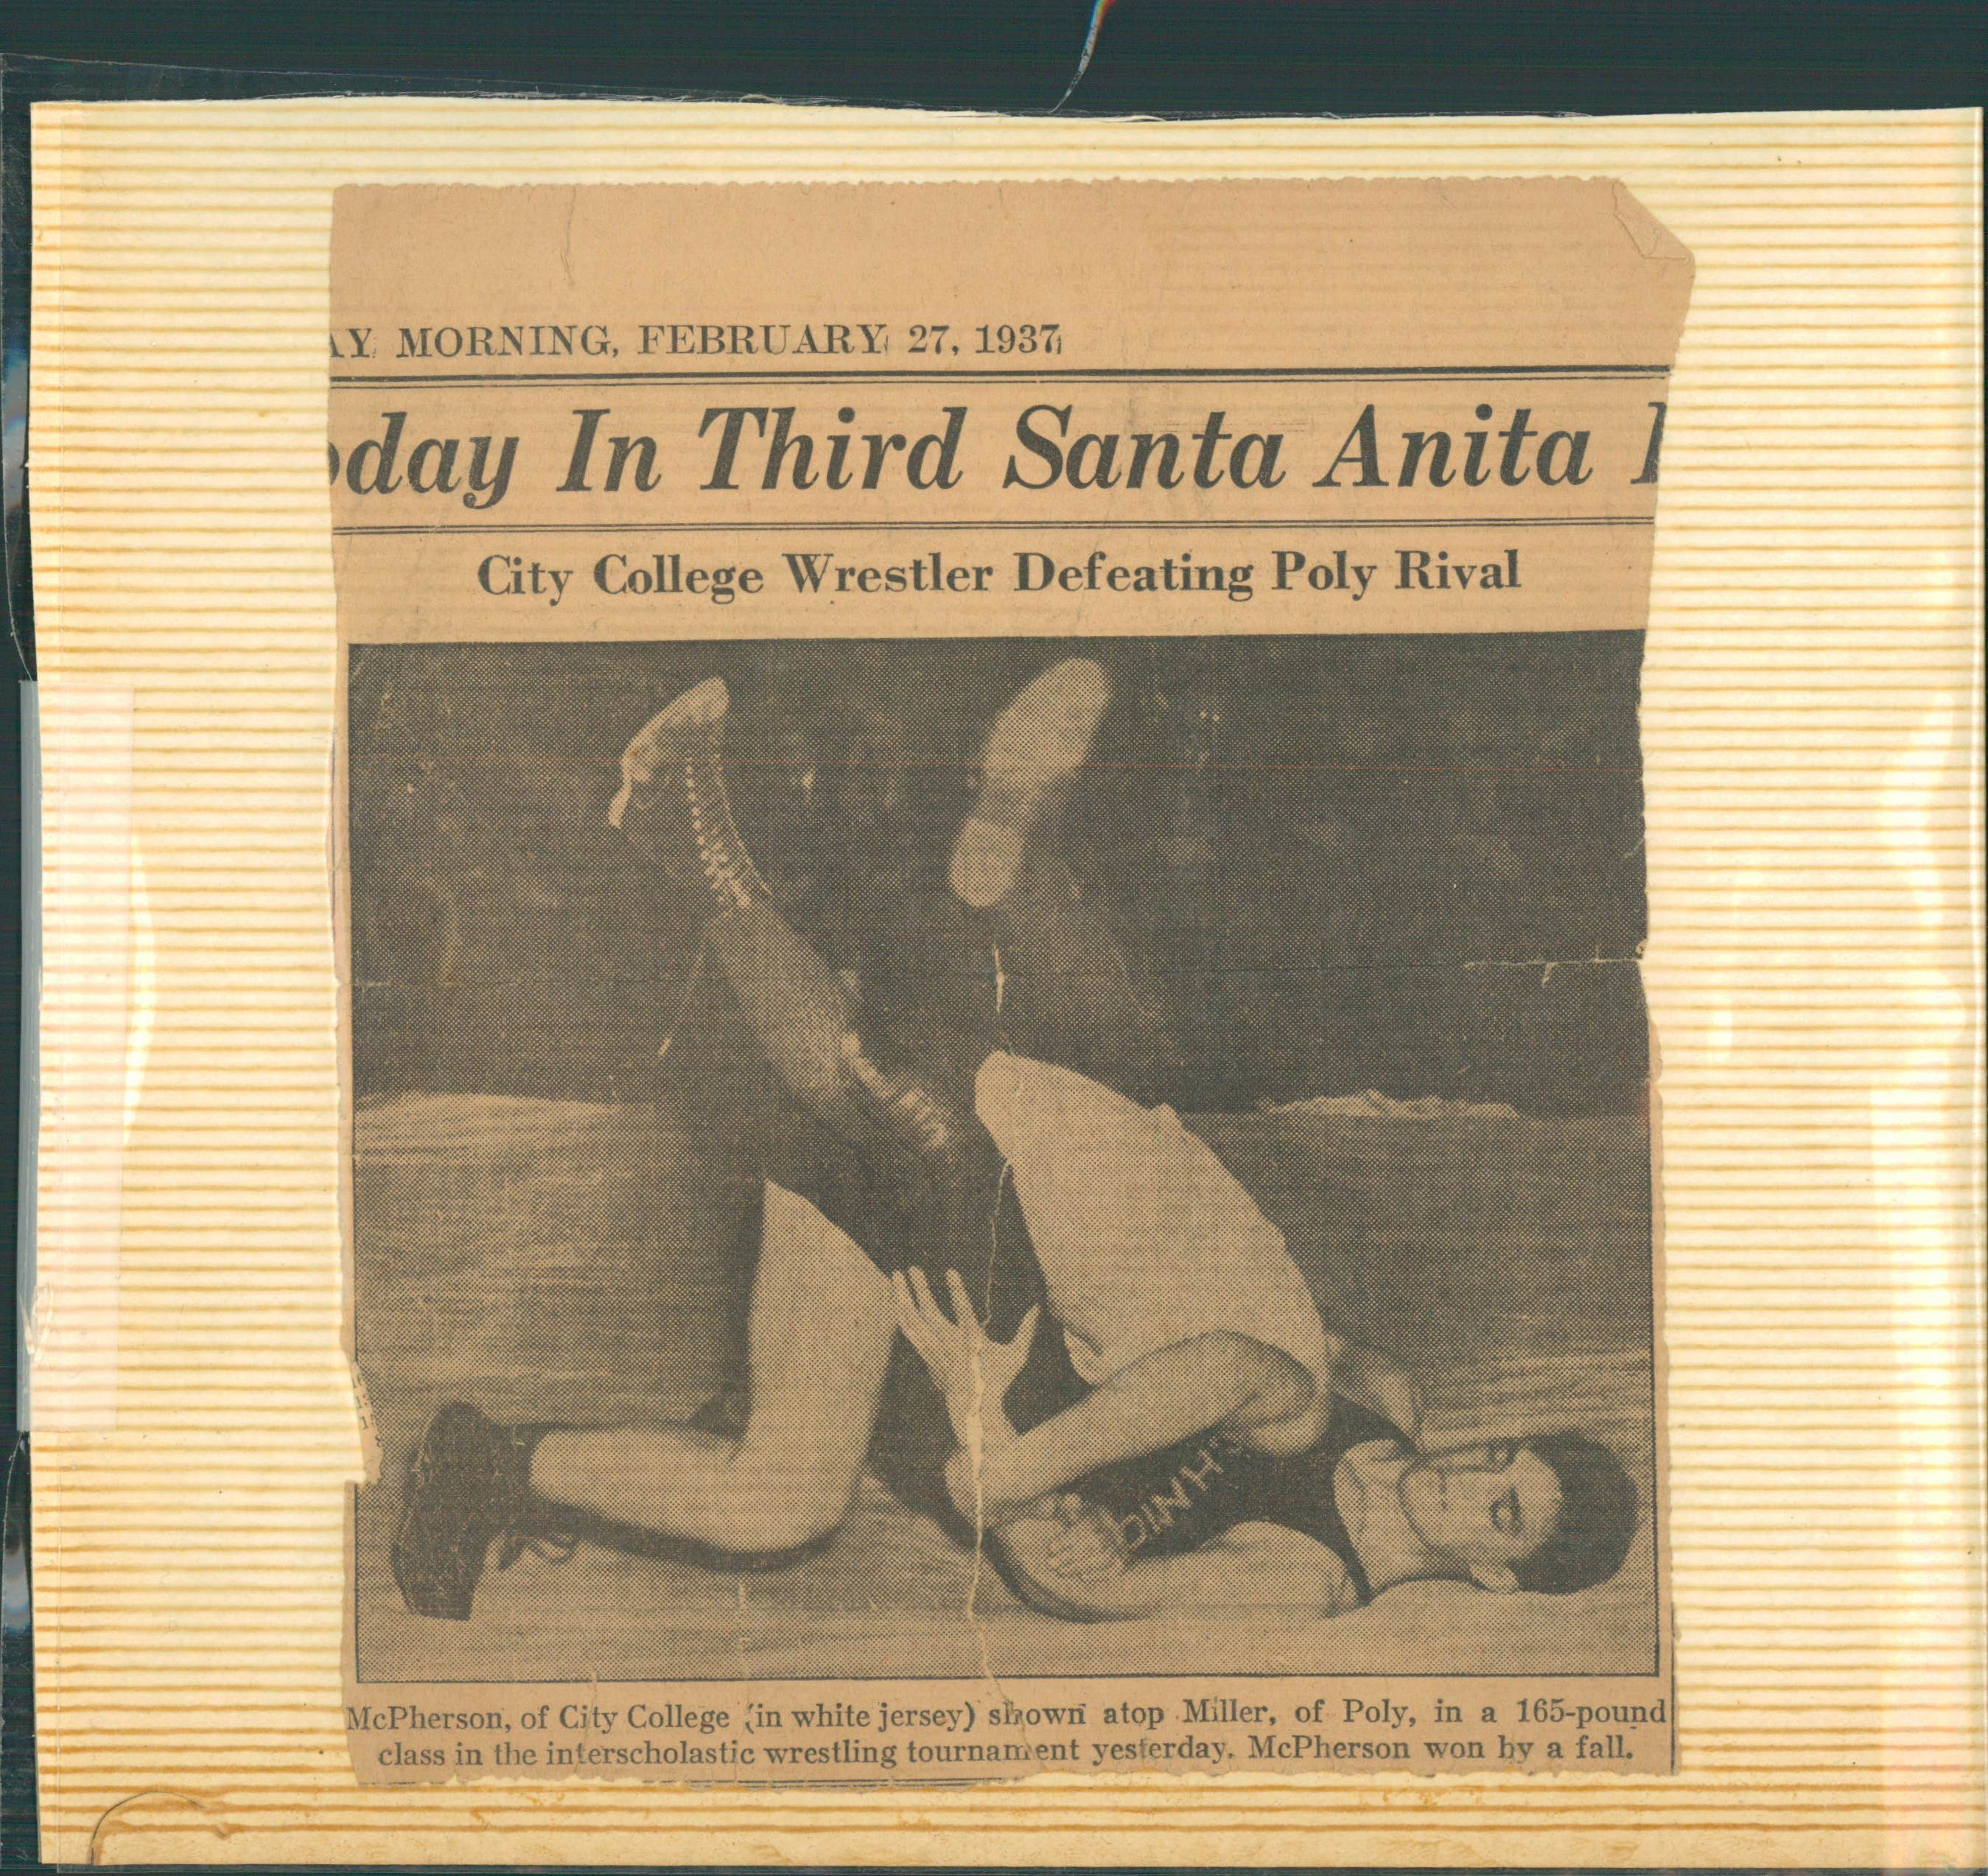 MORNING, FEBRUARY 27, 1937
In Third Santa Anita
City College Wrestler Defeating Poly Rival
McPherson, of City College (in white jersey) shown atop Miller, of Poly, in a 165-pound
class in the interscholastic wrestling tournament yesterday. McPherson won by a fall.